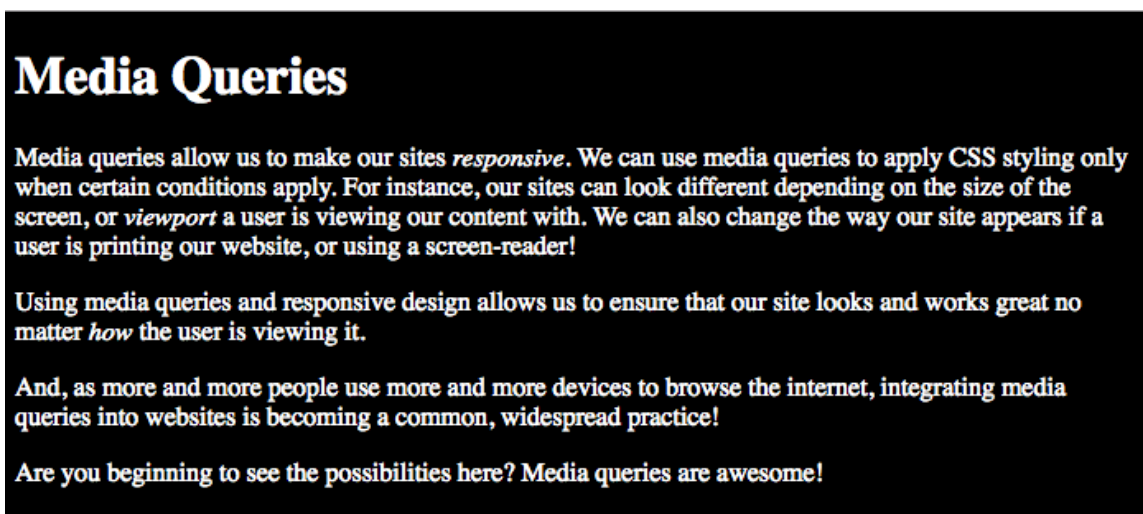 Media Queries
Media queries allow us to make our sites responsive. We can use media queries to apply CSS styling only
when certain conditions apply. For instance, our sites can look different depending on the size of the
screen, or viewport a user is viewing our content with. We can also change the way our site appears if a
user is printing our website, or using a screen-reader!
Using media queries and responsive design allows us to ensure that our site looks and works great no
matter how the user is viewing it.
And, as more and more people use more and more devices to browse the internet, integrating media
queries into websites is becoming a common, widespread practice!
Are you beginning to see the possibilities here? Media queries are awesome!